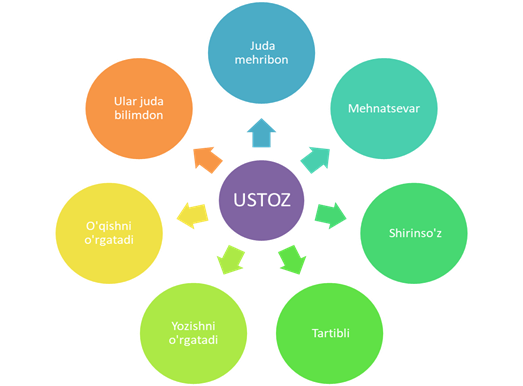 Juda
mehribon
Mehnatsevar
Shirinso'z
Tartibli
Yozishni
o'rgatadi
O'qishni
o'rgatadi
Ular juda
bilimdon
USTOZ